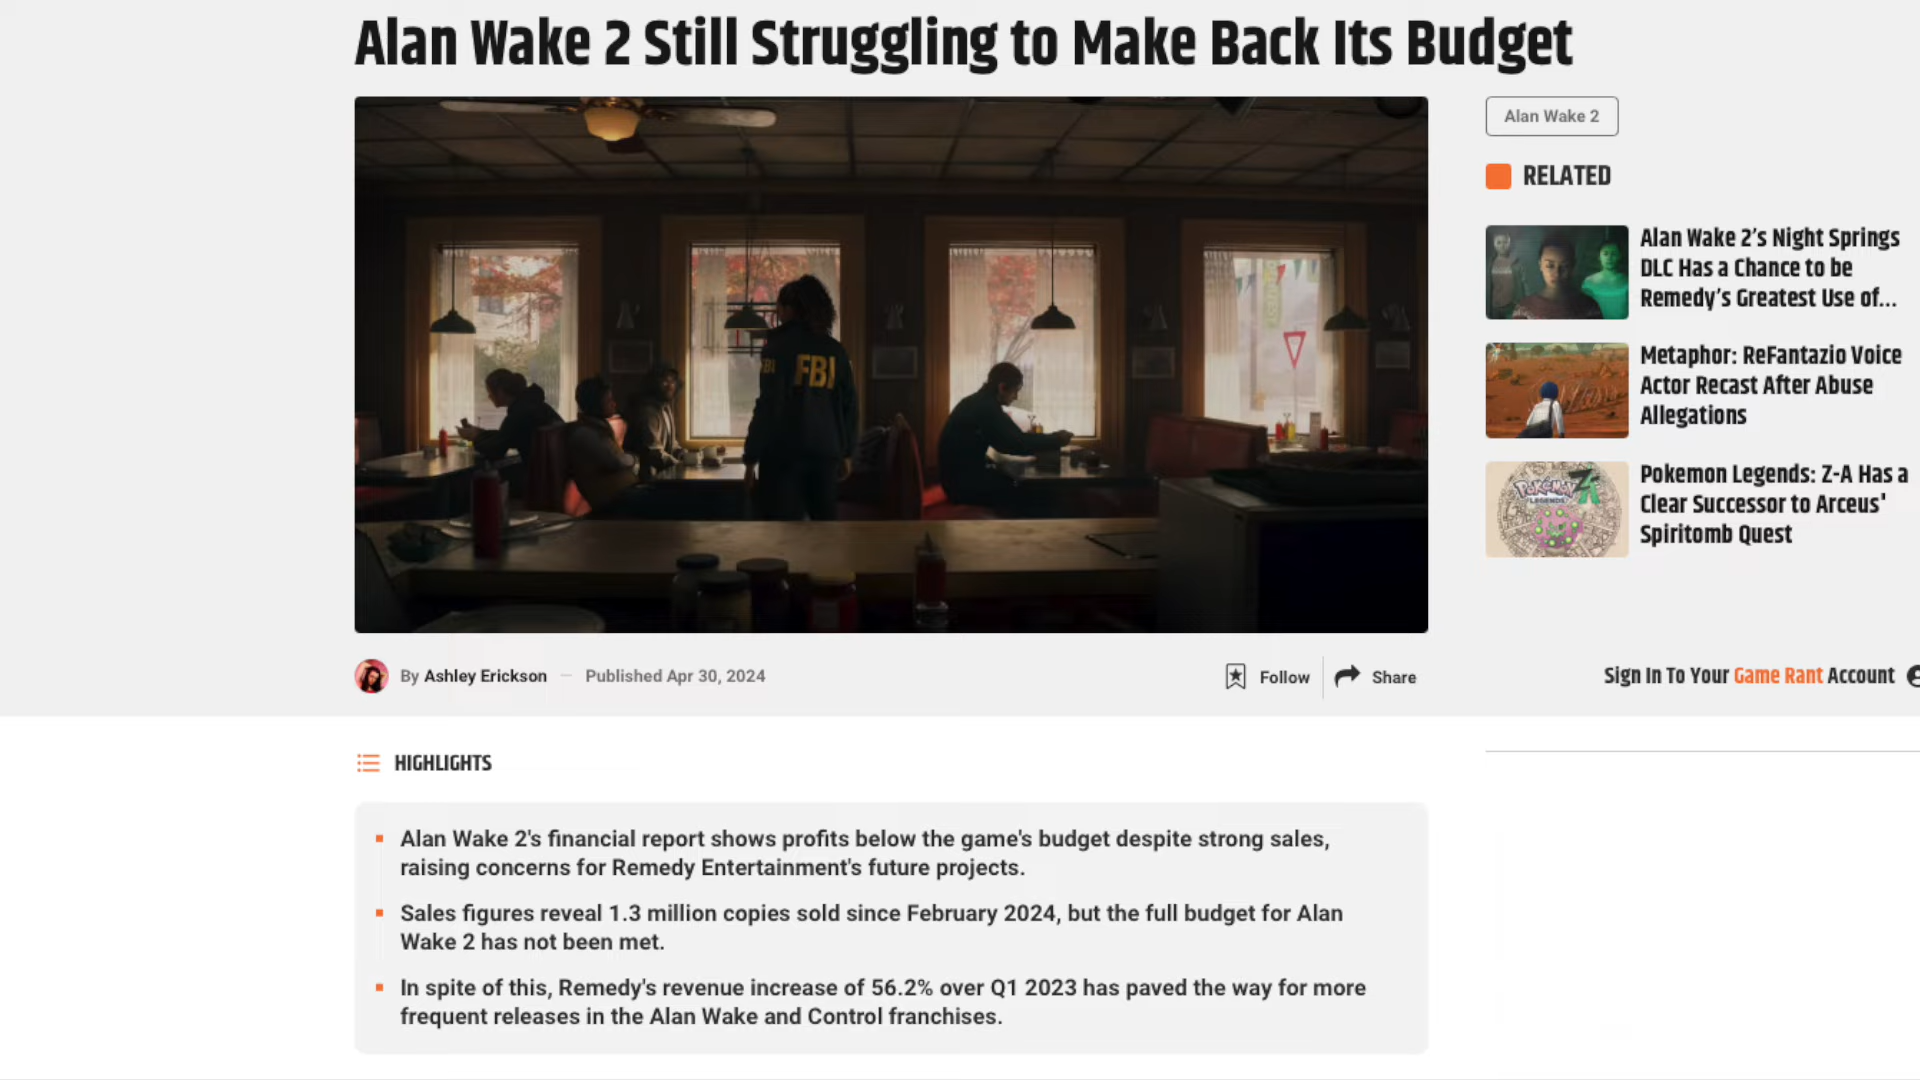 Alan Wake 2 Still Struggling to Make Back Its Budget
FBI
FBI
By Ashley Erickson — Published Apr 30, 2024
Follow
Share
Alan Wake 2
RELATED
Alan Wake 2’s Night Springs
DLC Has a Chance to be
Remedy’s Greatest Use of...
Metaphor: ReFantazio Voice
Actor Recast After Abuse
Allegations
POKÉMON
LEGENDS
Z-A
Pokemon Legends: Z-A Has a
Clear Successor to Arceus'
Spiritomb Quest
Sign In To Your Game Rant Account
HIGHLIGHTS
Alan Wake 2's financial report shows profits below the game's budget despite strong sales,
raising concerns for Remedy Entertainment's future projects.
Sales figures reveal 1.3 million copies sold since February 2024, but the full budget for Alan
Wake 2 has not been met.
In spite of this, Remedy's revenue increase of 56.2% over Q1 2023 has paved the way for more
frequent releases in the Alan Wake and Control franchises.